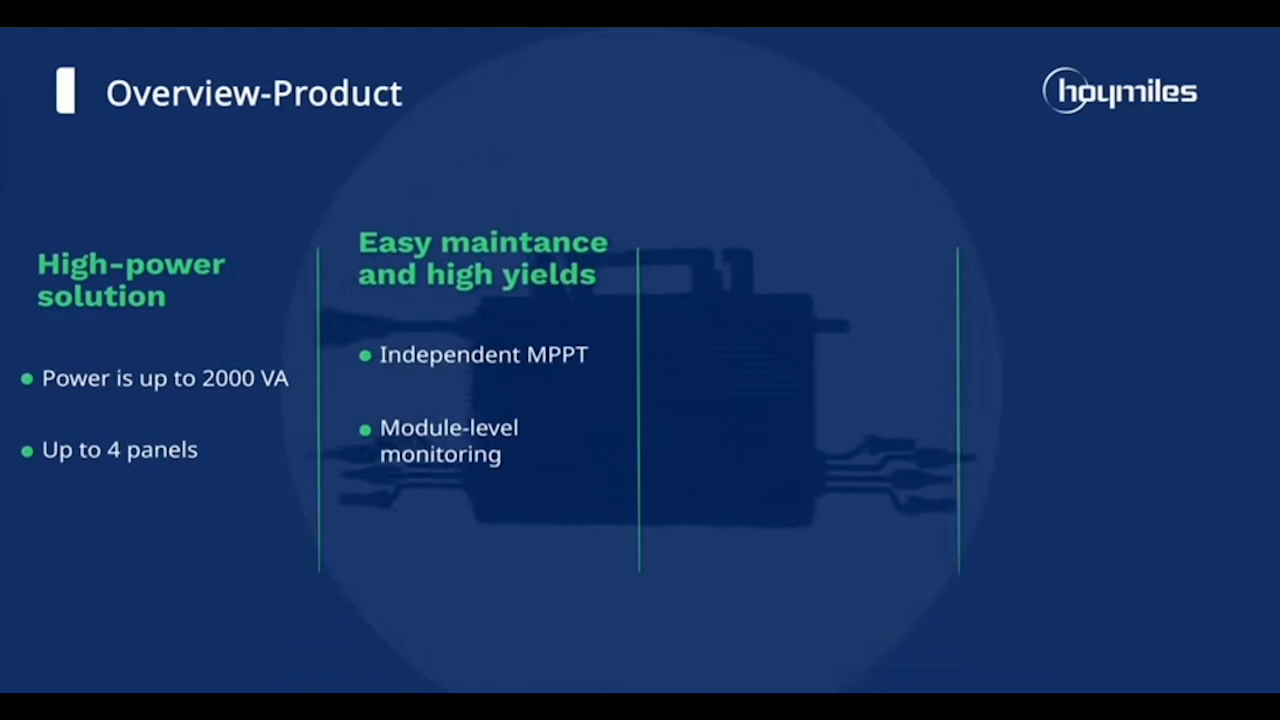 Overview-Product
hoymiles
High-power
solution
Power is up to 2000 VA
Up to 4 panels
Easy maintance
and high yields
Independent MPPT
Module-level
monitoring